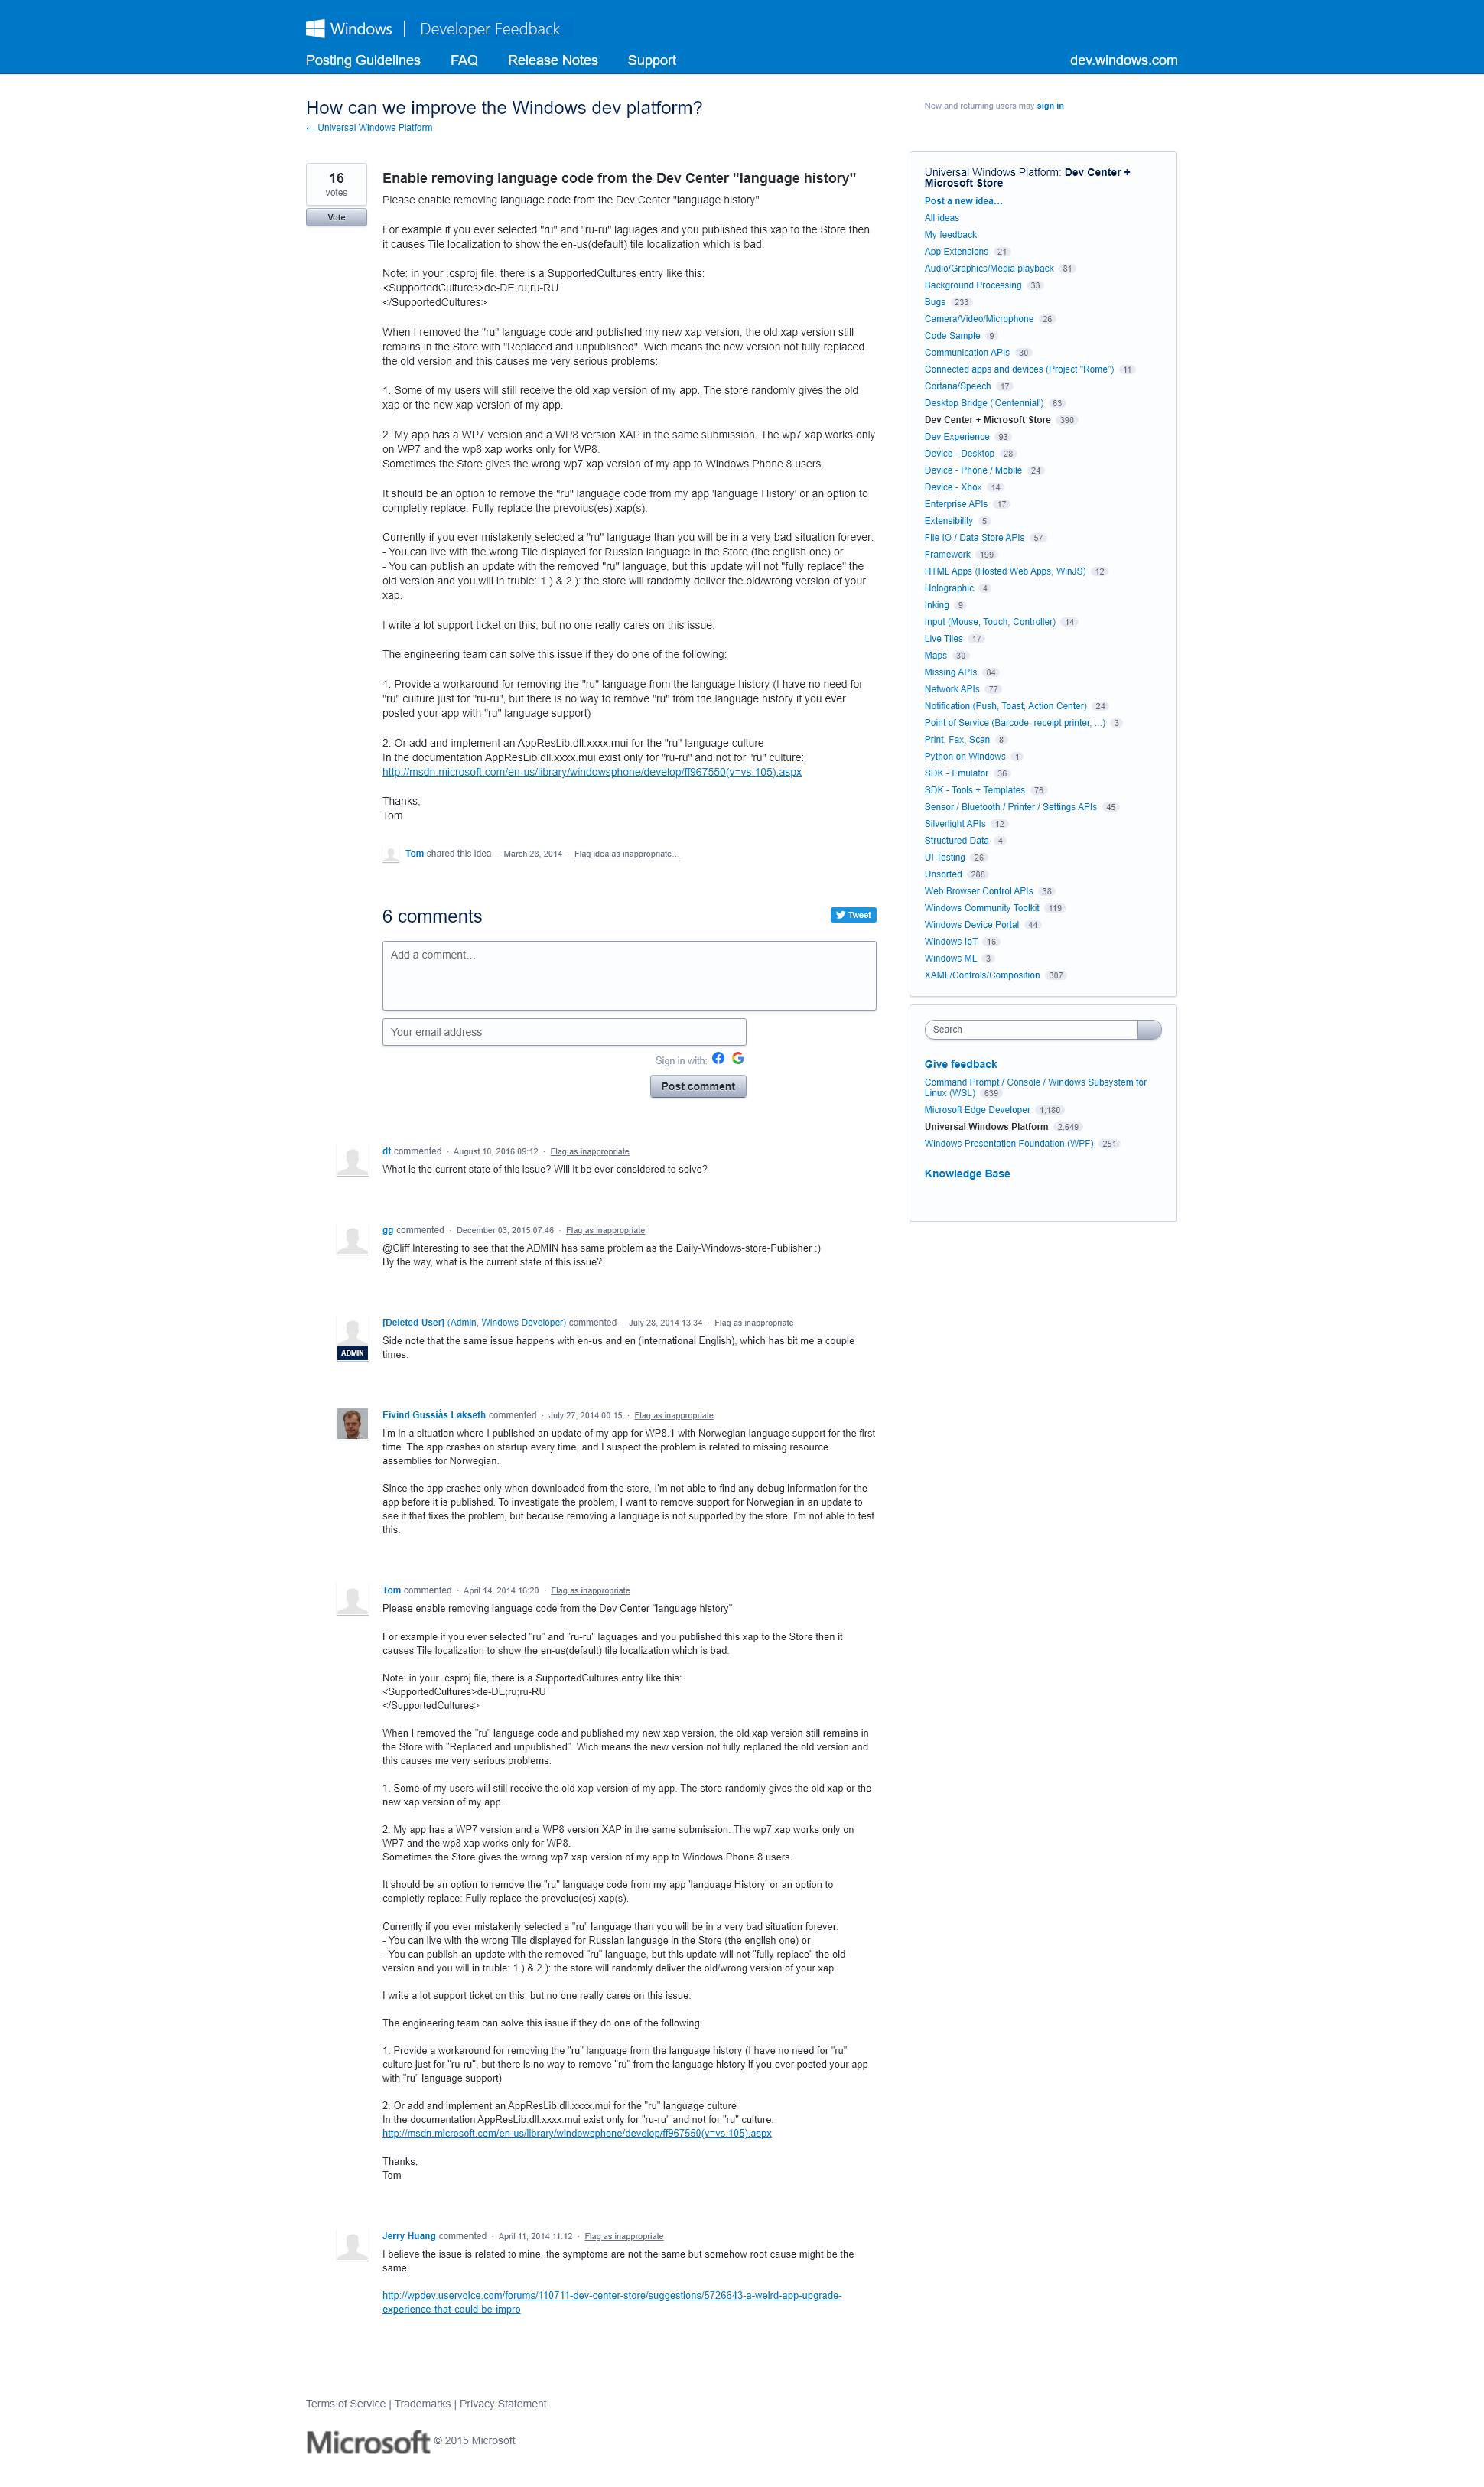 Windows | Developer Feedback
Posting Guidelines FAQ Release Notes Support dev.windows.com
How can we improve the Windows dev platform?
← Universal Windows Platform
New and returning users may sign in
16
votes
Vote
Enable removing language code from the Dev Center "language history"
Please enable removing language code from the Dev Center "language history"
For example if you ever selected "ru" and "ru-ru" laguages and you published this xap to the Store then
it causes Tile localization to show the en-us(default) tile localization which is bad.
Note: in your .csproj file, there is a SupportedCultures entry like this:
<SupportedCultures>de-DE;ru;ru-RU
</SupportedCultures>
When I removed the "ru" language code and published my new xap version, the old xap version still
remains in the Store with "Replaced and unpublished". Wich means the new version not fully replaced
the old version and this causes me very serious problems:
1. Some of my users will still receive the old xap version of my app. The store randomly gives the old
xap or the new xap version of my app.
2. My app has a WP7 version and a WP8 version XAP in the same submission. The wp7 xap works only
on WP7 and the wp8 xap works only for WP8.
Sometimes the Store gives the wrong wp7 xap version of my app to Windows Phone 8 users.
It should be an option to remove the "ru" language code from my app 'language History' or an option to
completly replace: Fully replace the prevoius(es) xap(s).
Currently if you ever mistakenly selected a "ru" language than you will be in a very bad situation forever:
- You can live with the wrong Tile displayed for Russian language in the Store (the english one) or
- You can publish an update with the removed "ru" language, but this update will not "fully replace" the
old version and you will in truble: 1.) & 2.): the store will randomly deliver the old/wrong version of your
xap.
I write a lot support ticket on this, but no one really cares on this issue.
The engineering team can solve this issue if they do one of the following:
1. Provide a workaround for removing the "ru" language from the language history (I have no need for
"ru" culture just for "ru-ru", but there is no way to remove "ru" from the language history if you ever
posted your app with "ru" language support)
2. Or add and implement an AppResLib.dll.xxxx.mui for the "ru" language culture
In the documentation AppResLib.dll.xxxx.mui exist only for "ru-ru" and not for "ru" culture:
http://msdn.microsoft.com/en-us/library/windowsphone/develop/ff967550(v=vs.105).aspx
Thanks,
Tom
Tom shared this idea · March 28, 2014 · Flag idea as inappropriate…
6 comments
Tweet
Add a comment…
Your email address
Sign in with:
Post comment
dt commented · August 10, 2016 09:12 · Flag as inappropriate
What is the current state of this issue? Will it be ever considered to solve?
gg commented · December 03, 2015 07:46 · Flag as inappropriate
@Cliff Interesting to see that the ADMIN has same problem as the Daily-Windows-store-Publisher :)
By the way, what is the current state of this issue?
[Deleted User] (Admin, Windows Developer) commented · July 28, 2014 13:34 · Flag as inappropriate
ADMIN
Side note that the same issue happens with en-us and en (international English), which has bit me a couple
times.
Eivind Gussiås Løkseth commented · July 27, 2014 00:15 · Flag as inappropriate
I'm in a situation where I published an update of my app for WP8.1 with Norwegian language support for the first
time. The app crashes on startup every time, and I suspect the problem is related to missing resource
assemblies for Norwegian.
Since the app crashes only when downloaded from the store, I'm not able to find any debug information for the
app before it is published. To investigate the problem, I want to remove support for Norwegian in an update to
see if that fixes the problem, but because removing a language is not supported by the store, I'm not able to test
this.
Tom commented · April 14, 2014 16:20 · Flag as inappropriate
Please enable removing language code from the Dev Center "language history"
For example if you ever selected "ru" and "ru-ru" laguages and you published this xap to the Store then it
causes Tile localization to show the en-us(default) tile localization which is bad.
Note: in your .csproj file, there is a SupportedCultures entry like this:
<SupportedCultures>de-DE;ru;ru-RU
</SupportedCultures>
When I removed the "ru" language code and published my new xap version, the old xap version still remains in
the Store with "Replaced and unpublished". Wich means the new version not fully replaced the old version and
this causes me very serious problems:
1. Some of my users will still receive the old xap version of my app. The store randomly gives the old xap or the
new xap version of my app.
2. My app has a WP7 version and a WP8 version XAP in the same submission. The wp7 xap works only on
WP7 and the wp8 xap works only for WP8.
Sometimes the Store gives the wrong wp7 xap version of my app to Windows Phone 8 users.
It should be an option to remove the "ru" language code from my app 'language History' or an option to
completly replace: Fully replace the prevoius(es) xap(s).
Currently if you ever mistakenly selected a "ru" language than you will be in a very bad situation forever:
- You can live with the wrong Tile displayed for Russian language in the Store (the english one) or
- You can publish an update with the removed "ru" language, but this update will not "fully replace" the old
version and you will in truble: 1.) & 2.): the store will randomly deliver the old/wrong version of your xap.
I write a lot support ticket on this, but no one really cares on this issue.
The engineering team can solve this issue if they do one of the following:
1. Provide a workaround for removing the "ru" language from the language history (I have no need for "ru"
culture just for "ru-ru", but there is no way to remove "ru" from the language history if you ever posted your app
with "ru" language support)
2. Or add and implement an AppResLib.dll.xxxx.mui for the "ru" language culture
In the documentation AppResLib.dll.xxxx.mui exist only for "ru-ru" and not for "ru" culture:
http://msdn.microsoft.com/en-us/library/windowsphone/develop/ff967550(v=vs.105).aspx
Thanks,
Tom
Jerry Huang commented · April 11, 2014 11:12 · Flag as inappropriate
I believe the issue is related to mine, the symptoms are not the same but somehow root cause might be the
same:
http://wpdev.uservoice.com/forums/110711-dev-center-store/suggestions/5726643-a-weird-app-upgrade-
experience-that-could-be-impro
Universal Windows Platform: Dev Center +
Microsoft Store
Post a new idea…
All ideas
My feedback
App Extensions 21
Audio/Graphics/Media playback 81
Background Processing 33
Bugs 233
Camera/Video/Microphone 26
Code Sample 9
Communication APIs 30
Connected apps and devices (Project "Rome") 11
Cortana/Speech 17
Desktop Bridge ('Centennial') 63
Dev Center + Microsoft Store 390
Dev Experience 93
Device - Desktop 28
Device - Phone / Mobile 24
Device - Xbox 14
Enterprise APIs 17
Extensibility 5
File IO / Data Store APIs 57
Framework 199
HTML Apps (Hosted Web Apps, WinJS) 12
Holographic 4
Inking 9
Input (Mouse, Touch, Controller) 14
Live Tiles 17
Maps 30
Missing APIs 84
Network APIs 77
Notification (Push, Toast, Action Center) 24
Point of Service (Barcode, receipt printer, ...) 3
Print, Fax, Scan 8
Python on Windows 1
SDK - Emulator 36
SDK - Tools + Templates 76
Sensor / Bluetooth / Printer / Settings APIs 45
Silverlight APIs 12
Structured Data 4
UI Testing 26
Unsorted 288
Web Browser Control APIs 38
Windows Community Toolkit 119
Windows Device Portal 44
Windows IoT 16
Windows ML 3
XAML/Controls/Composition 307
Search
Give feedback
Command Prompt / Console / Windows Subsystem for
Linux (WSL) 639
Microsoft Edge Developer 1,180
Universal Windows Platform 2,649
Windows Presentation Foundation (WPF) 251
Knowledge Base
Terms of Service | Trademarks | Privacy Statement
Microsoft © 2015 Microsoft